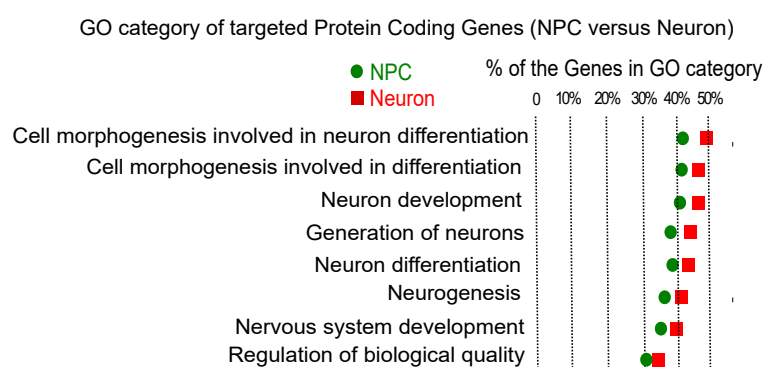 GO category of targeted Protein Coding Genes (NPC versus Neuron)
NPC
Neuron
% of the Genes in GO category
0 10% 20% 30% 40% 50%
Cell morphogenesis involved in neuron differentiation
Cell morphogenesis involved in differentiation
Neuron development
Generation of neurons
Neuron differentiation
Neurogenesis
Nervous system development
Regulation of biological quality